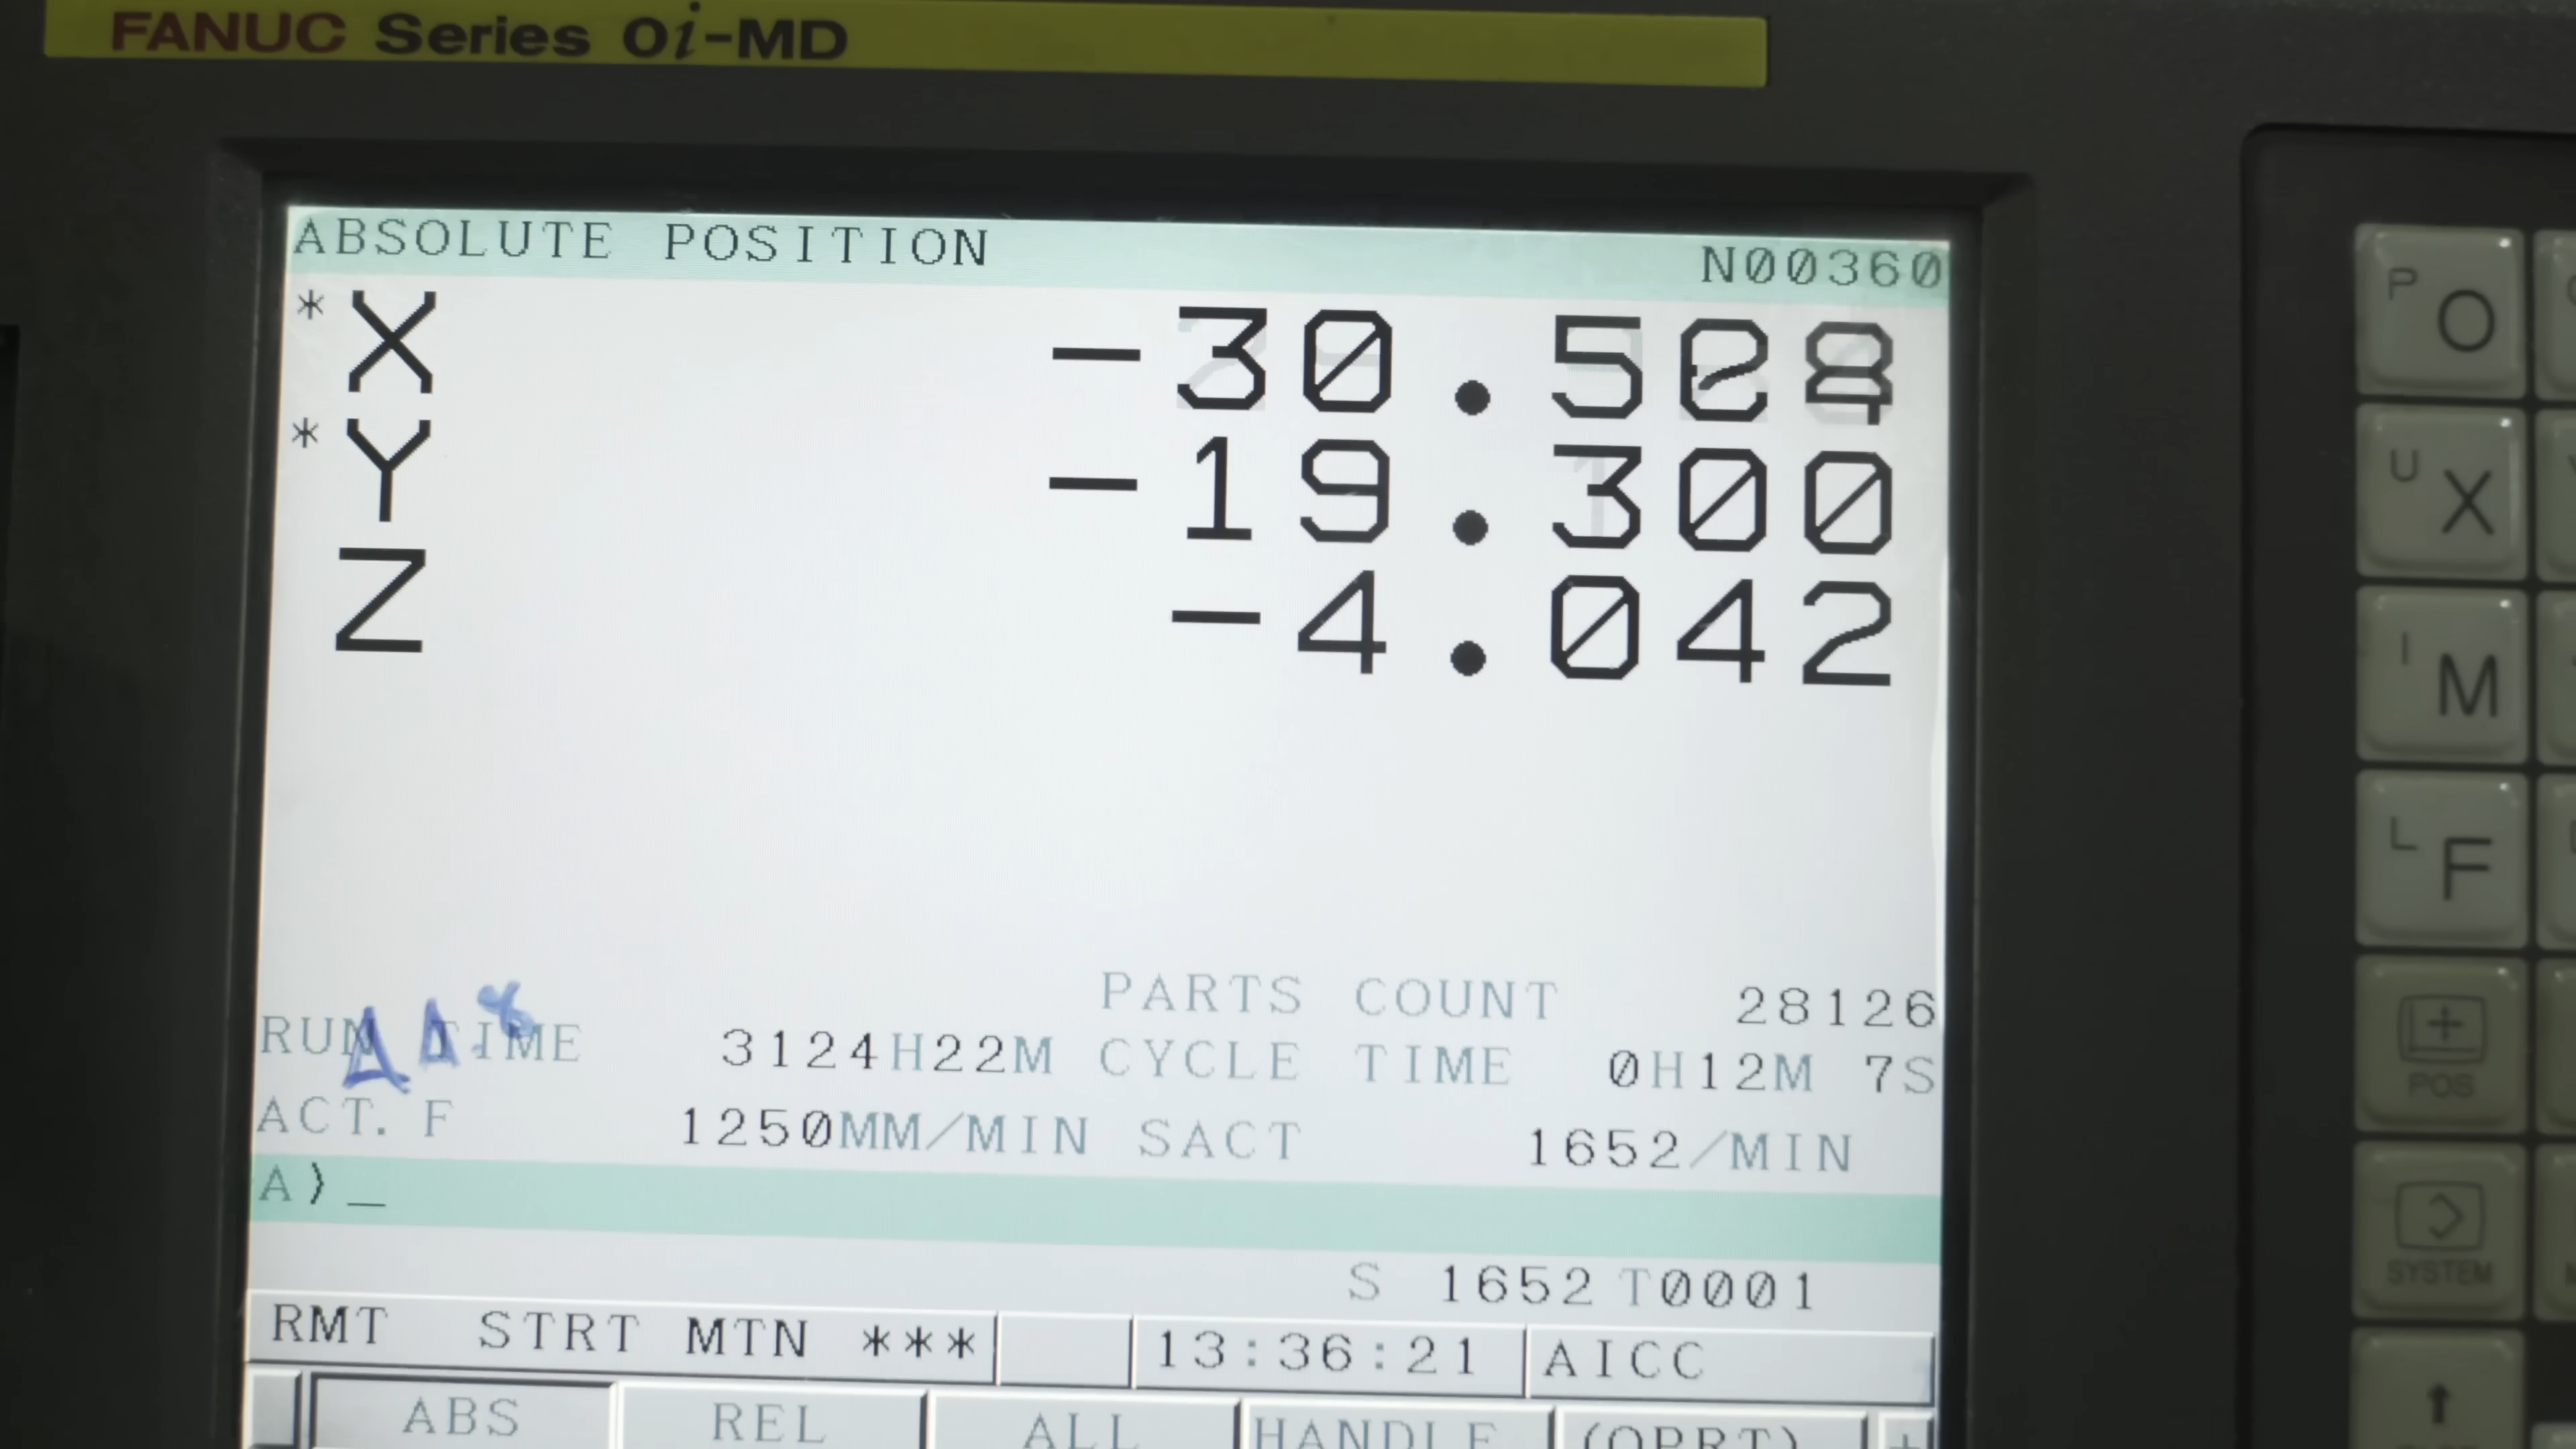 FANUC Series 0i-MD
ABSOLUTE POSITION N00360
* X -30.5
* Y -19.300
Z -4.042
PARTS COUNT 28126
RUN TIME 3124H22M CYCLE TIME 0H12M 7S
ACT. F 1250MM/MIN SACT 1652/MIN
A)_
S 1652 T0001
RMT STRT MTN *** 13:36:21 AICC
ABS REL ALL HANDLE (OPRT) +
P O
U X
I M
L F
POS
SYSTEM